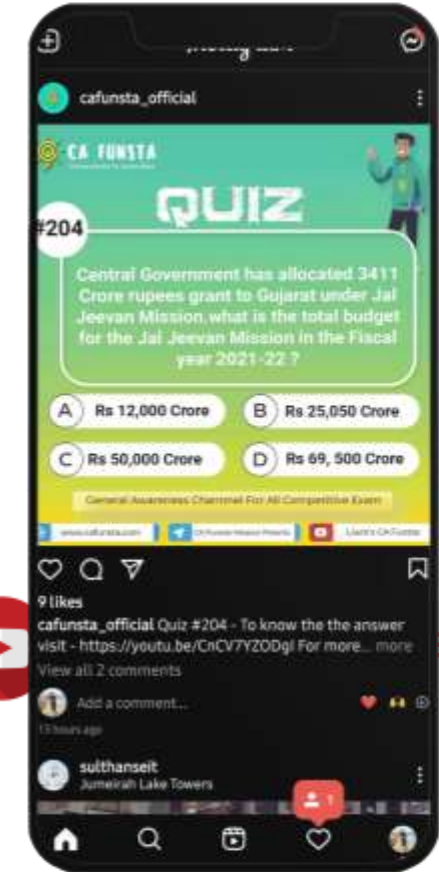 cafunsta_official
CA FUNSTA
QUIZ
#204
Central Government has allocated 3411
Crore rupees grant to Gujarat under Jal
Jeevan Mission.what is the total budget
for the Jal Jeevan Mission in the Fiscal
year 2021-22 ?
A Rs 12,000 Crore
B Rs 25,050 Crore
C Rs 50,000 Crore
D Rs 69, 500 Crore
General Awareness Channel For All Competitive Exam
www.cafunsta.com
9 likes
cafunsta_official Quiz #204 - To know the the answer
visit - https://youtu.be/CnCV7YZODgI For more... more
View all 2 comments
Add a comment...
13 hours ago
sulthanseit
Jumeirah Lake Towers
1